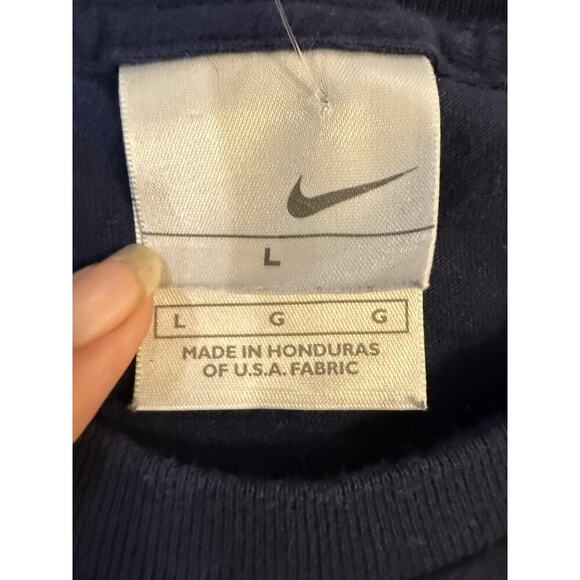 L
L G G
MADE IN HONDURAS
OF U.S.A. FABRIC